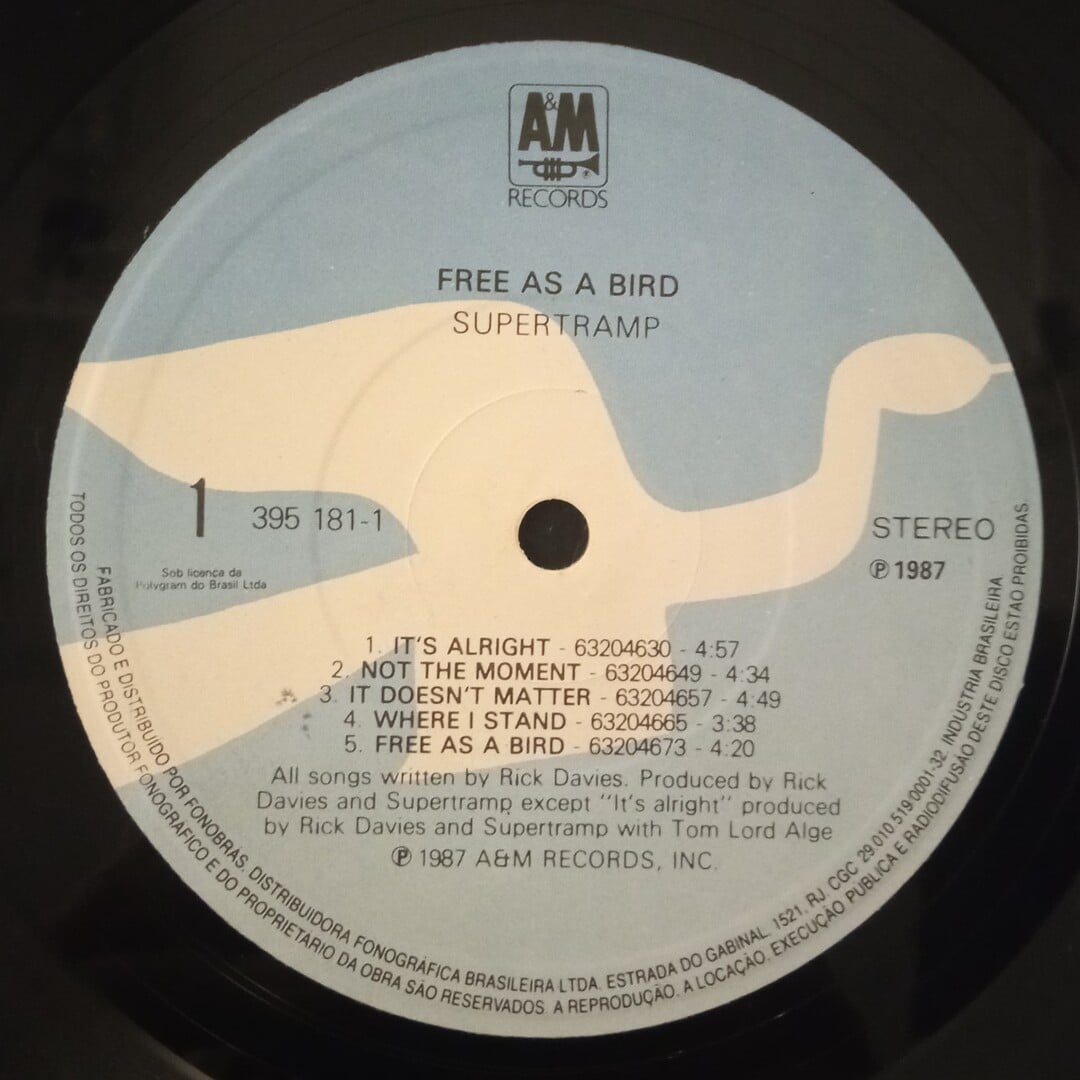 A&M
RECORDS
FREE AS A BIRD
SUPERTRAMP
1 395 181-1
Sob licença da
Polygram do Brasil Ltda
STEREO
℗ 1987
1. IT'S ALRIGHT - 63204630 - 4:57
2. NOT THE MOMENT - 63204649 - 4:34
3. IT DOESN'T MATTER - 63204657 - 4:49
4. WHERE I STAND - 63204665 - 3:38
5. FREE AS A BIRD - 63204673 - 4:20
All songs written by Rick Davies. Produced by Rick
Davies and Supertramp except "It's alright" produced
by Rick Davies and Supertramp with Tom Lord Alge
℗ 1987 A&M RECORDS, INC.
FABRICADO E DISTRIBUIDO POR FONOBRAS, DISTRIBUIDORA FONOGRÁFICA BRASILEIRA LTDA. ESTRADA DO GABINAL, 1521, RJ. CGC 29.010.519.0001-32. INDUSTRIA BRASILEIRA.
TODOS OS DIREITOS DO PRODUTOR FONOGRÁFICO E DO PROPRIETARIO DA OBRA SÃO RESERVADOS. A REPRODUÇÃO, A LOCAÇÃO, EXECUÇÃO PÚBLICA E RADIODIFUSÃO DESTE DISCO ESTÃO PROIBIDAS.